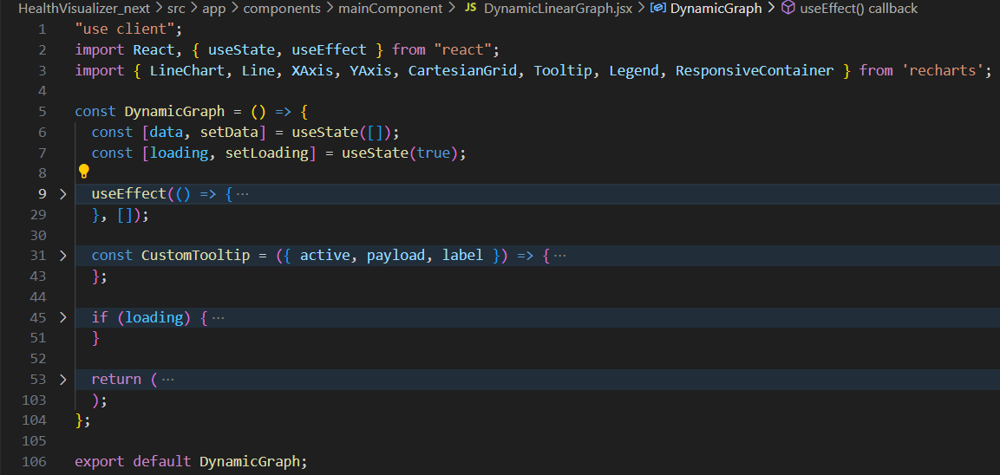 HealthVisualizer_next > src > app > components > mainComponent > JS DynamicLinearGraph.jsx > DynamicGraph > useEffect() callback
1 "use client";
2 import React, { useState, useEffect } from "react";
3 import { LineChart, Line, XAxis, YAxis, CartesianGrid, Tooltip, Legend, ResponsiveContainer } from 'recharts';
4
5 const DynamicGraph = () => {
6   const [data, setData] = useState([]);
7   const [loading, setLoading] = useState(true);
8
9 >   useEffect(() => {···
29   }, []);
30
31 >   const CustomTooltip = ({ active, payload, label }) => {···
43   };
44
45 >   if (loading) {···
51   }
52
53 >   return (···
103   );
104 };
105
106 export default DynamicGraph;